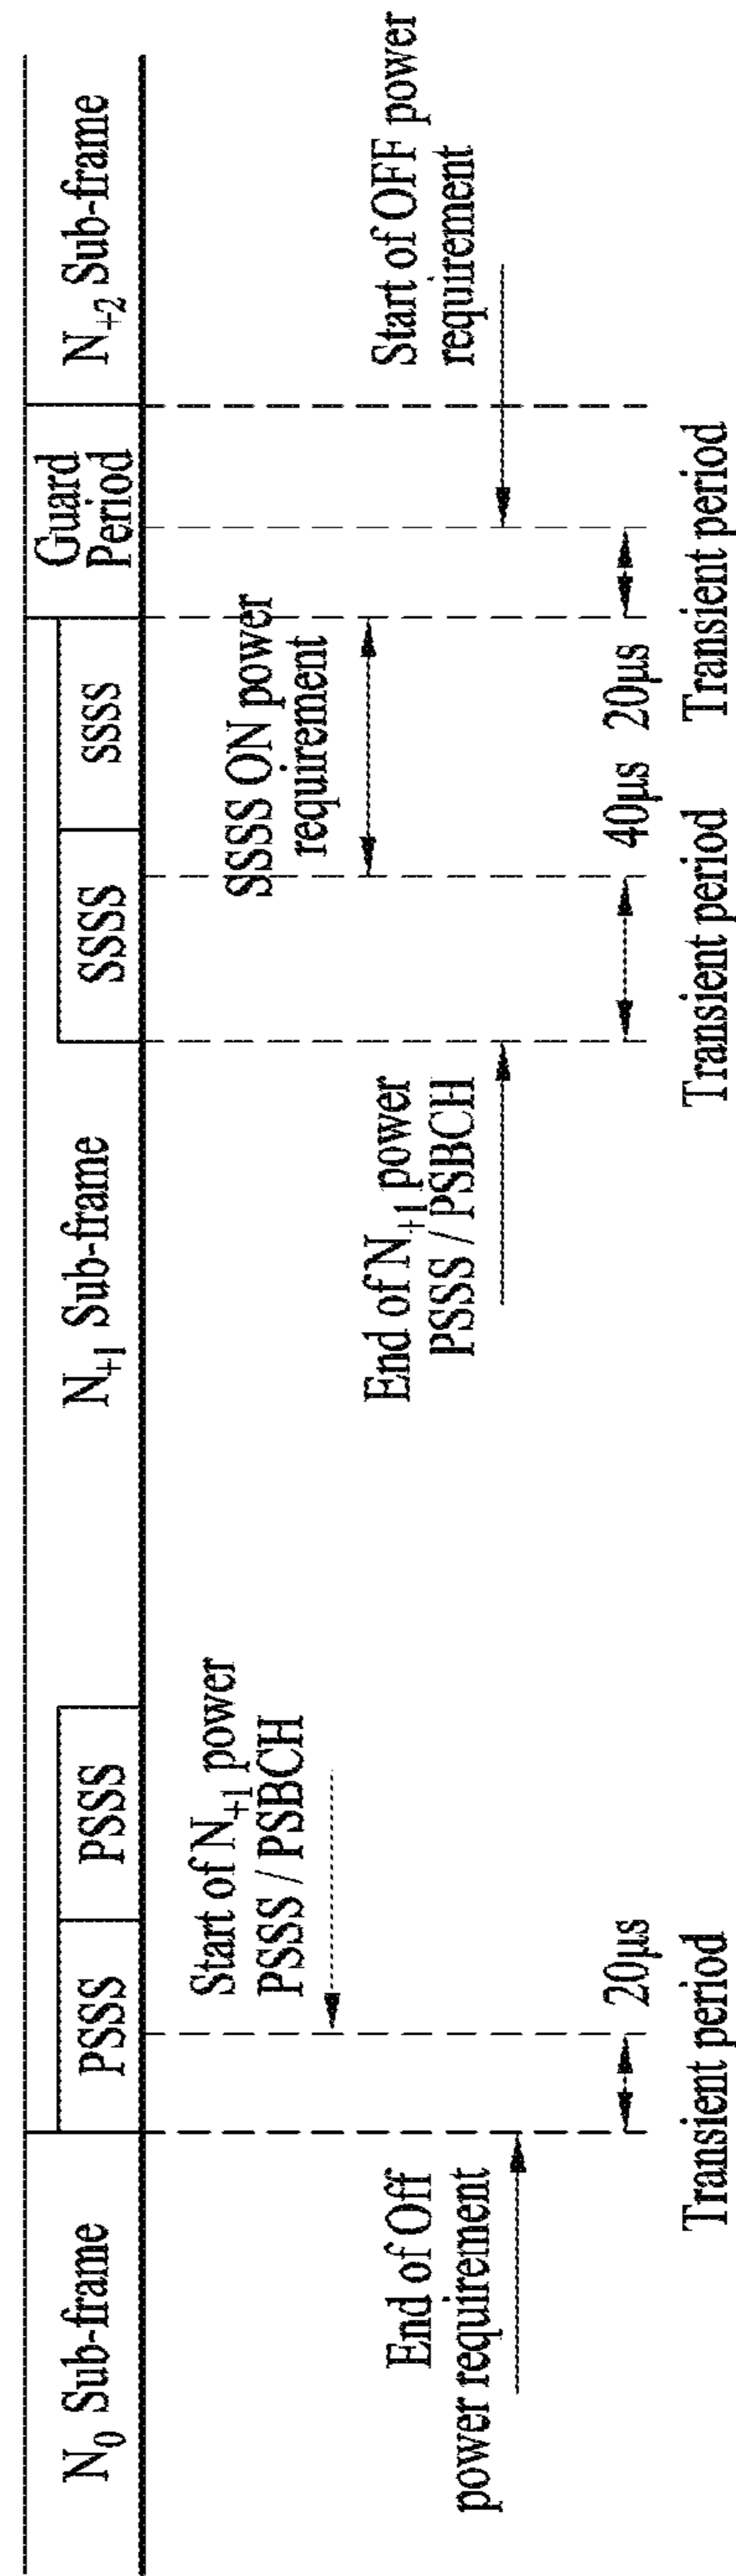 N0 Sub-frame
PSSS
PSSS
N+1 Sub-frame
SSSS
SSSS
Guard
Period
N+2 Sub-frame
Start of N+1 power
PSSS / PSBCH
SSSS ON power
requirement
End of Off
power requirement
End of N+1 power
PSSS / PSBCH
Start of OFF power
requirement
20µs
40µs
20µs
Transient period
Transient period
Transient period